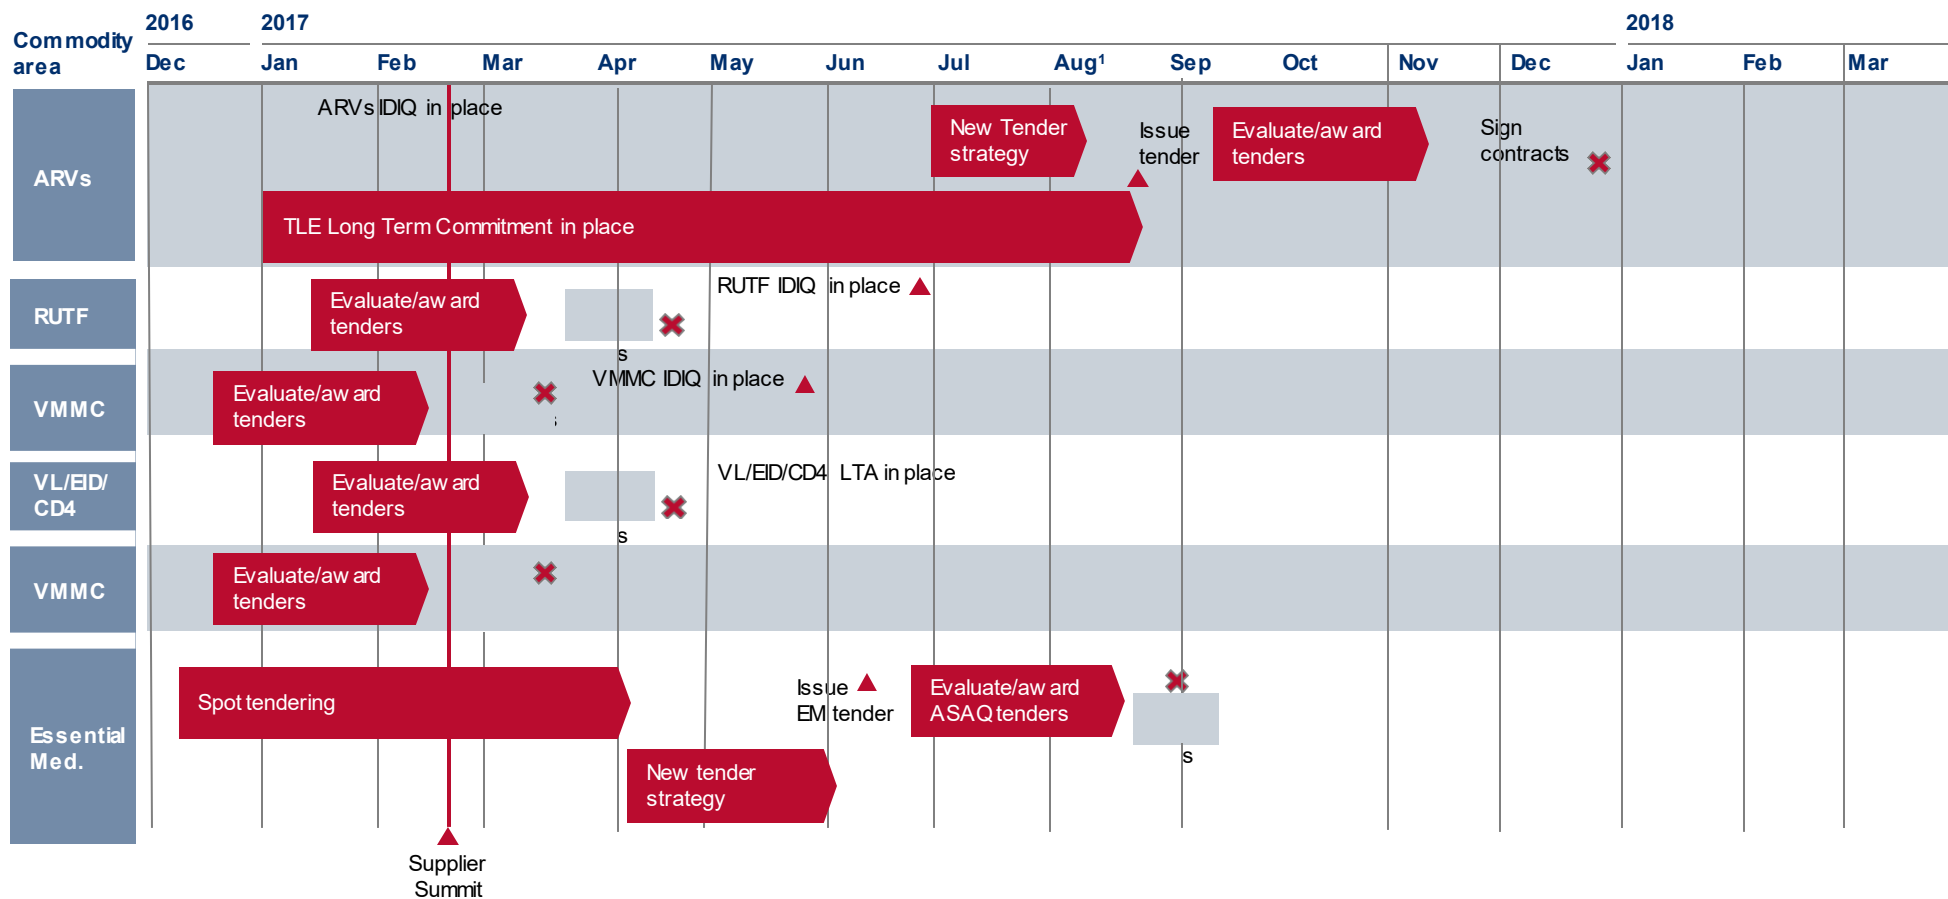 2016 2017 2018
Commodity area
Dec Jan Feb Mar Apr May Jun Jul Aug¹ Sep Oct Nov Dec Jan Feb Mar
ARVs
ARVs IDIQ in place
New Tender
strategy
Issue
tender
Evaluate/award
tenders
Sign
contracts
TLE Long Term Commitment in place
RUTF
Evaluate/award
tenders
s
RUTF IDIQ in place
VMMC
Evaluate/award
tenders
s
VMMC IDIQ in place
VL/EID/
CD4
Evaluate/award
tenders
s
VL/EID/CD4 LTA in place
VMMC
Evaluate/award
tenders
Essential
Med.
Spot tendering
New tender
strategy
Issue
EM tender
Evaluate/award
ASAQ tenders
s
Supplier
Summit